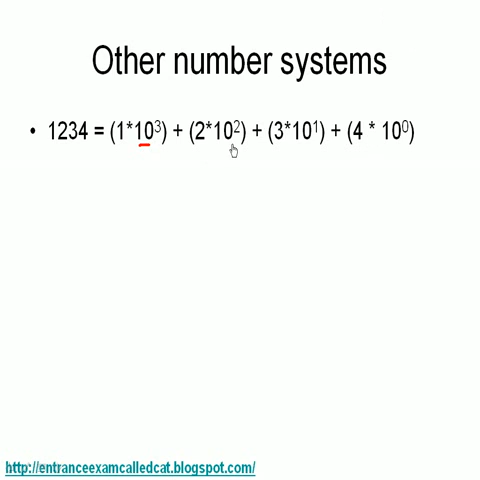 Other number systems
• 1234 = (1*10³) + (2*10²) + (3*10¹) + (4 * 10⁰)
http://entranceexamcalledcat.blogspot.com/